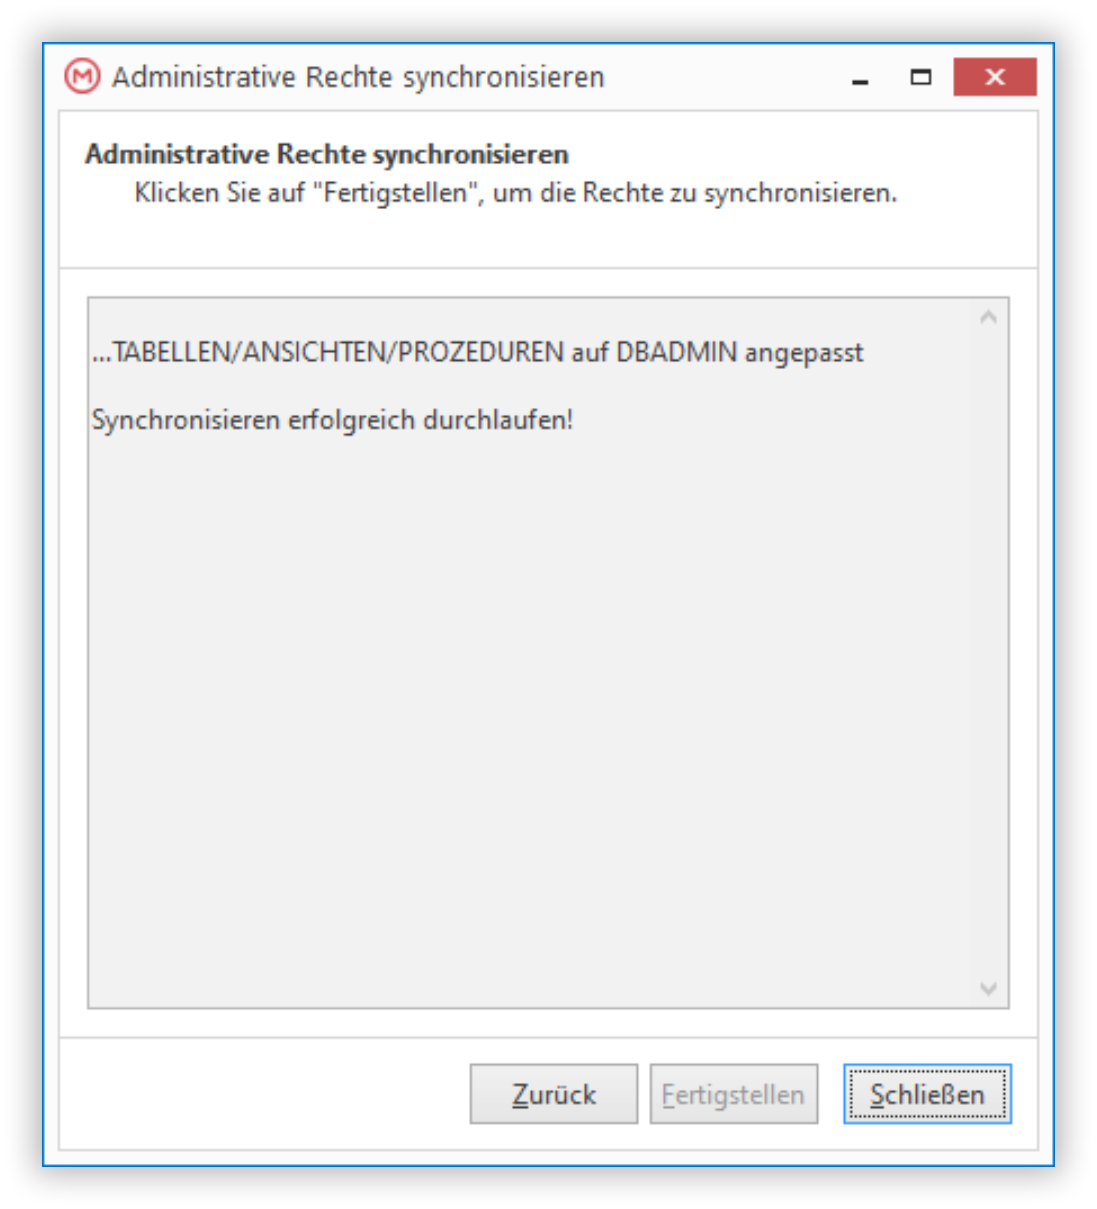 Administrative Rechte synchronisieren
Administrative Rechte synchronisieren
Klicken Sie auf "Fertigstellen", um die Rechte zu synchronisieren.
...TABELLEN/ANSICHTEN/PROZEDUREN auf DBADMIN angepasst
Synchronisieren erfolgreich durchlaufen!
Zurück
Fertigstellen
Schließen